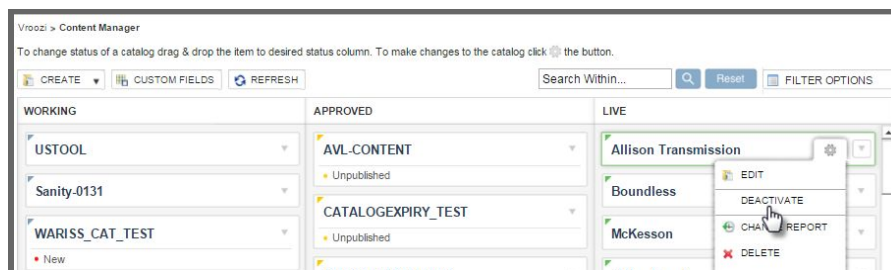 Vroozi > Content Manager
To change status of a catalog drag & drop the item to desired status column. To make changes to the catalog click the button.
CREATE CUSTOM FIELDS REFRESH Search Within... Reset FILTER OPTIONS
WORKING APPROVED LIVE
USTOOL AVL-CONTENT Allison Transmission
• Unpublished EDIT
Sanity-0131 Boundless
DEACTIVATE
CATALOGEXPIRY_TEST
WARISS_CAT_TEST McKesson REPORT
• Unpublished
• New DELETE